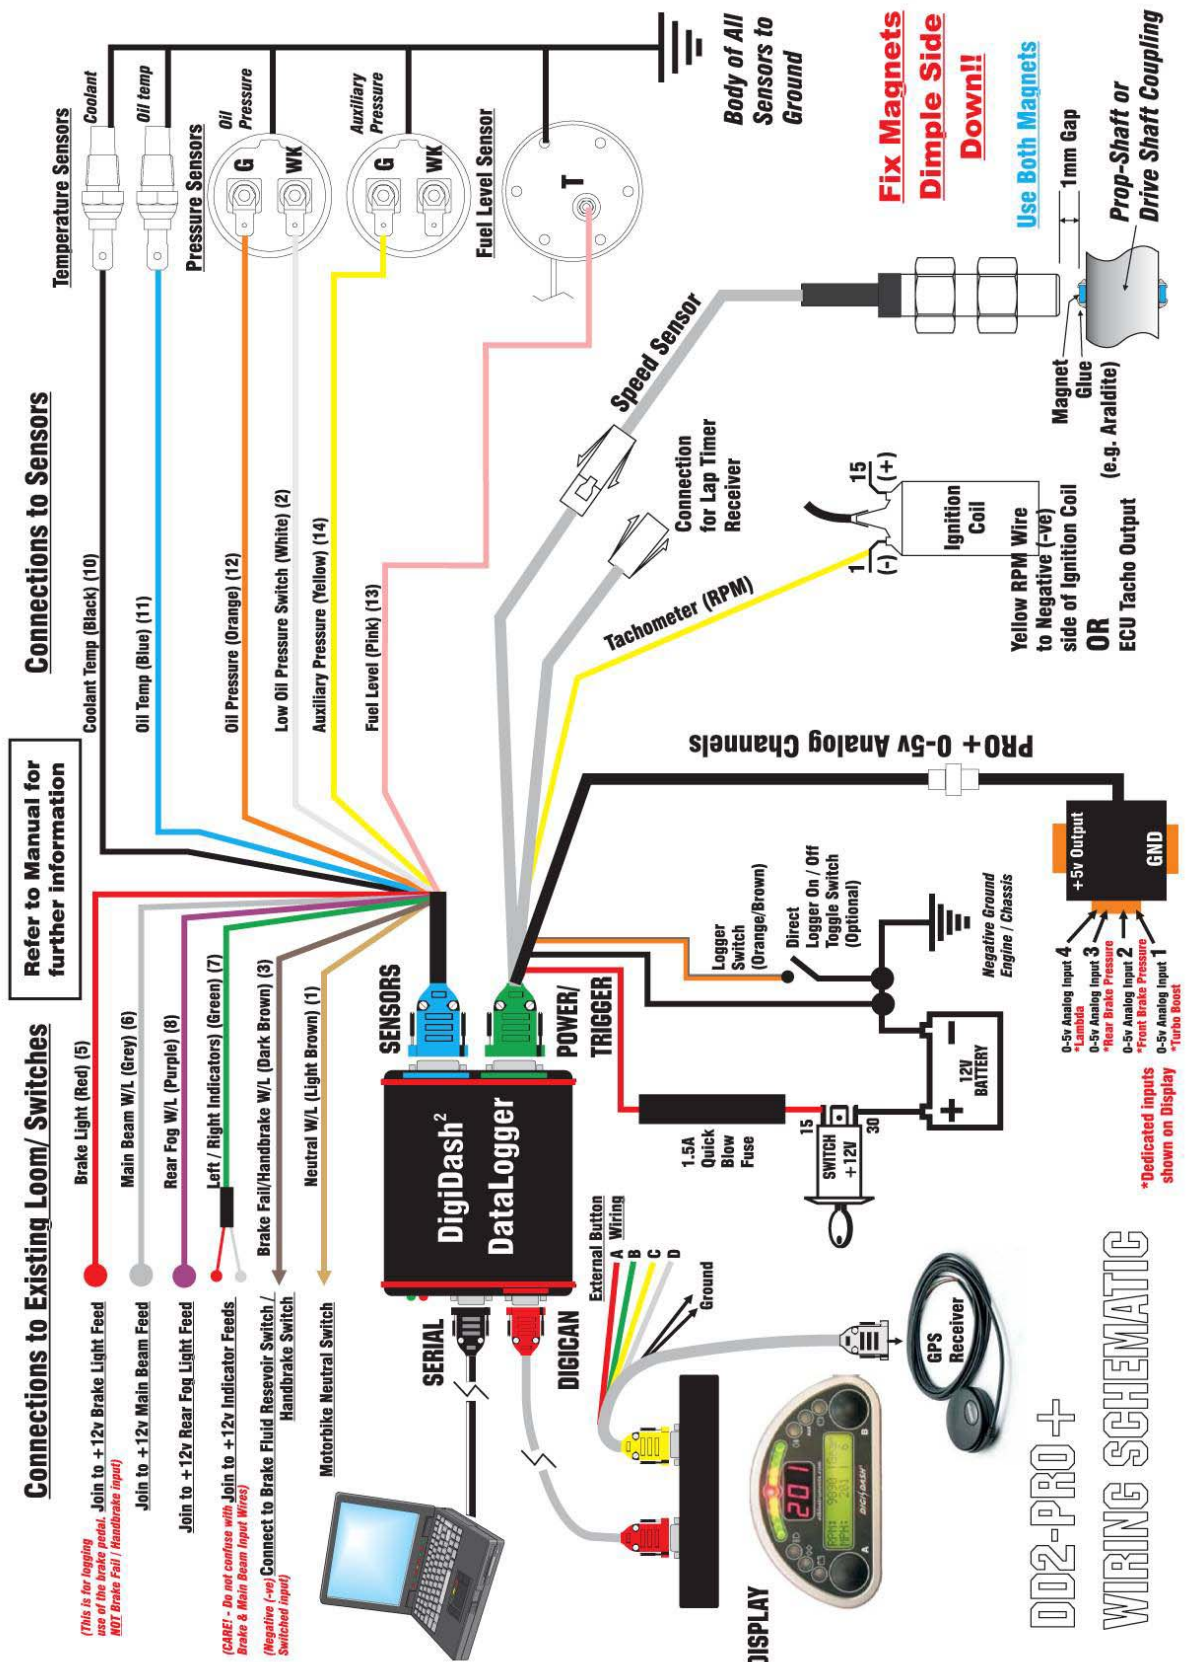 Connections to Existing Loom/ Switches
Refer to Manual for
further information
Connections to Sensors
(This is for logging
use of the brake pedal.
NOT Brake Fail / Handbrake input)
Join to +12v Brake Light Feed
Brake Light (Red) (5)
Join to +12v Main Beam Feed
Main Beam W/L (Grey) (6)
Join to +12v Rear Fog Light Feed
Rear Fog W/L (Purple) (8)
(CARE! - Do not confuse with
Brake & Main Beam Input Wires)
Join to +12v Indicator Feeds
Left / Right Indicators) (Green) (7)
(Negative (-ve)
Switched input)
Connect to Brake Fluid Resevoir Switch /
Handbrake Switch
Brake Fail/Handbrake W/L (Dark Brown) (3)
Motorbike Neutral Switch
Neutral W/L (Light Brown) (1)
Coolant Temp (Black) (10)
Oil Temp (Blue) (11)
Oil Pressure (Orange) (12)
Low Oil Pressure Switch (White) (2)
Auxiliary Pressure (Yellow) (14)
Fuel Level (Pink) (13)
Temperature Sensors
Coolant
Oil temp
Pressure Sensors
Oil
Pressure
G
WK
Auxiliary
Pressure
G
WK
Fuel Level Sensor
T
Body of All
Sensors to
Ground
SERIAL
DIGICAN
DigiDash2
DataLogger
SENSORS
POWER/
TRIGGER
External Button
Wiring
A
B
C
D
Ground
GPS
Receiver
DISPLAY
201
RPM: 9690
MPH: 201 6
DIGIDASH2
A
B
1.5A
Quick
Blow
Fuse
15
30
SWITCH
+12V
+
-
12V
BATTERY
Logger
Switch
(Orange/Brown)
Direct
Logger On / Off
Toggle Switch
(Optional)
Negative Ground
Engine / Chassis
PRO+ 0-5v Analog Channels
+5v Output
GND
0-5v Analog Input 4
*Lambda
0-5v Analog Input 3
*Rear Brake Pressure
0-5v Analog Input 2
*Front Brake Pressure
0-5v Analog Input 1
*Turbo Boost
*Dedicated inputs
shown on Display
Speed Sensor
Connection
for Lap Timer
Receiver
Tachometer (RPM)
1
(-)
15
(+)
Ignition
Coil
Yellow RPM Wire
to Negative (-ve)
side of Ignition Coil
OR
ECU Tacho Output
Fix Magnets
Dimple Side
Down!!
Use Both Magnets
1mm Gap
Magnet
Glue
(e.g. Araldite)
Prop-Shaft or
Drive Shaft Coupling
DD2-PRO+
WIRING SCHEMATIC